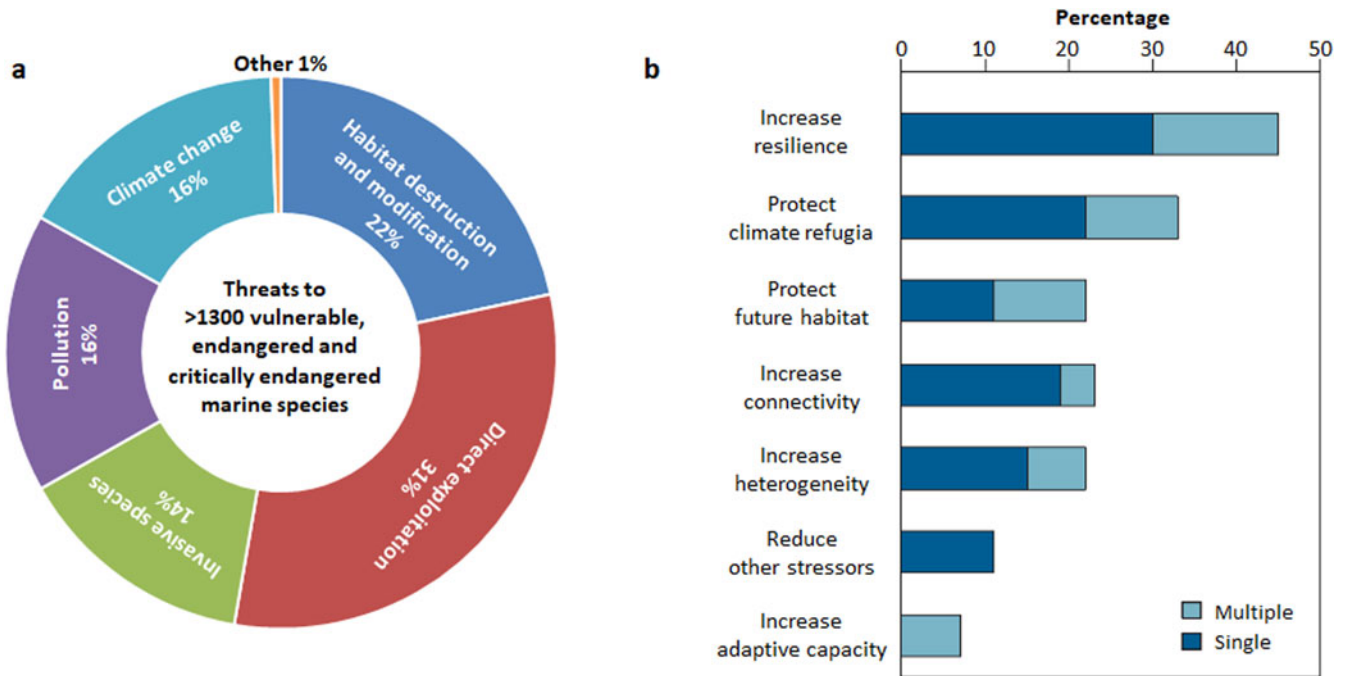 a
Other 1%
Habitat destruction
and modification
22%
Direct exploitation
31%
Invasive species
14%
Pollution
16%
Climate change
16%
Threats to
>1300 vulnerable,
endangered and
critically endangered
marine species
b
Percentage
0 10 20 30 40 50
Increase
resilience
Protect
climate refugia
Protect
future habitat
Increase
connectivity
Increase
heterogeneity
Reduce
other stressors
Increase
adaptive capacity
Multiple
Single